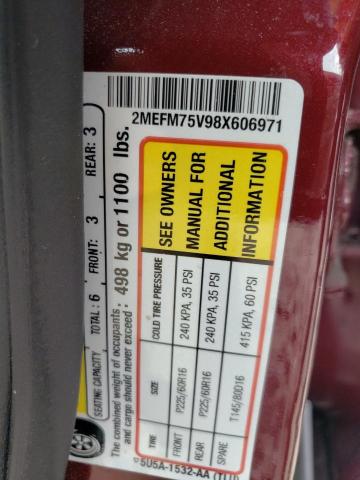 2MEFM75V98X606971
SEATING CAPACITY TOTAL: 6 FRONT: 3 REAR: 3
The combined weight of occupants
and cargo should never exceed: 498 kg or 1100 lbs.
TIRE SIZE COLD TIRE PRESSURE
FRONT P225/60R16 240 KPA, 35 PSI
REAR P225/60R16 240 KPA, 35 PSI
SPARE T145/80D16 415 KPA, 60 PSI
SEE OWNERS
MANUAL FOR
ADDITIONAL
INFORMATION
5U5A-1532-AA